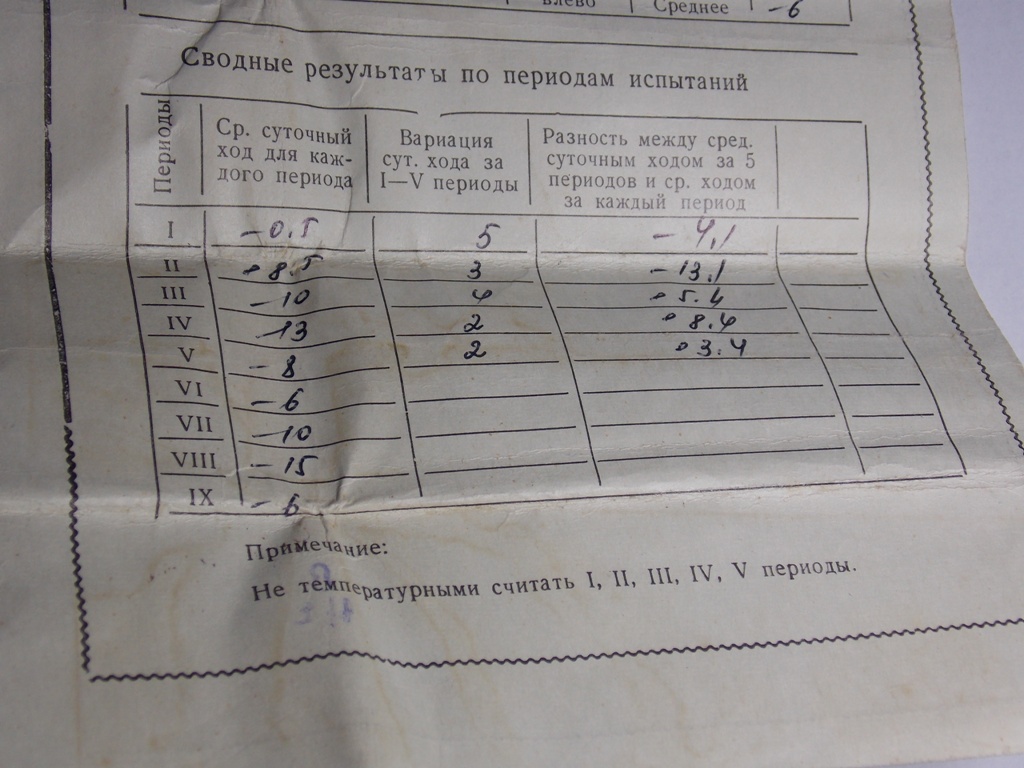 влево Среднее -6
Сводные результаты по периодам испытаний
Периоды
Ср. суточный
ход для каж-
дого периода
Вариация
сут. хода за
I—V периоды
Разность между сред.
суточным ходом за 5
периодов и ср. ходом
за каждый период
I -0.5 5 -4,1
II +8.5 3 -13.1
III -10 4 +5.4
IV -13 2 +8.4
V -8 2 +3.4
VI -6
VII -10
VIII -15
IX -6
Примечание:
Не температурными считать I, II, III, IV, V периоды.